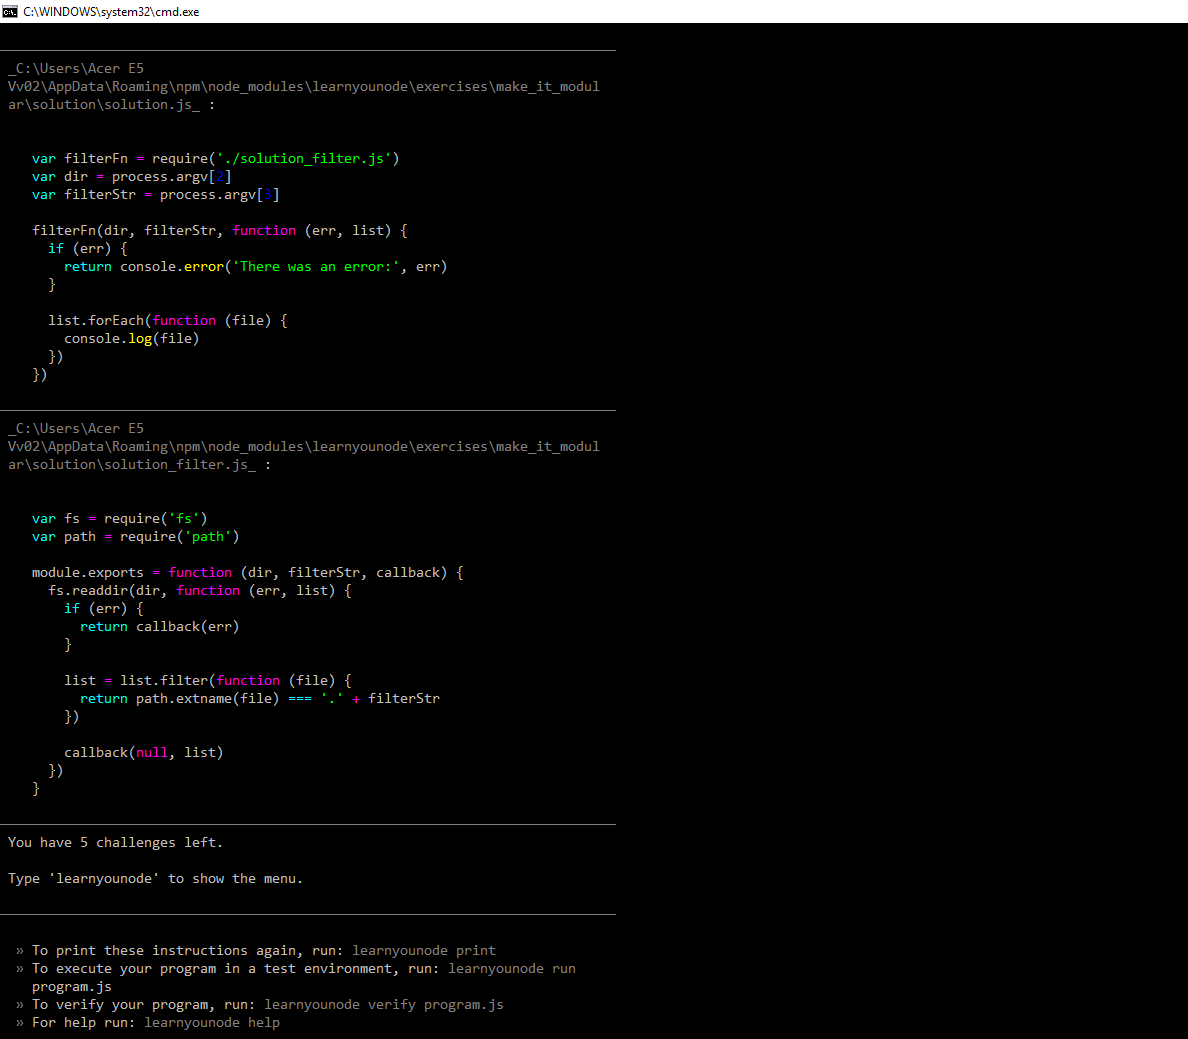 C:\WINDOWS\system32\cmd.exe
_C:\Users\Acer E5
Vv02\AppData\Roaming\npm\node_modules\learnyounode\exercises\make_it_modul
ar\solution\solution.js_ :
var filterFn = require('./solution_filter.js')
var dir = process.argv[2]
var filterStr = process.argv[3]
filterFn(dir, filterStr, function (err, list) {
if (err) {
return console.error('There was an error:', err)
}
list.forEach(function (file) {
console.log(file)
})
})
_C:\Users\Acer E5
Vv02\AppData\Roaming\npm\node_modules\learnyounode\exercises\make_it_modul
ar\solution\solution_filter.js_ :
var fs = require('fs')
var path = require('path')
module.exports = function (dir, filterStr, callback) {
fs.readdir(dir, function (err, list) {
if (err) {
return callback(err)
}
list = list.filter(function (file) {
return path.extname(file) === '.' + filterStr
})
callback(null, list)
})
}
You have 5 challenges left.
Type 'learnyounode' to show the menu.
» To print these instructions again, run: learnyounode print
» To execute your program in a test environment, run: learnyounode run
program.js
» To verify your program, run: learnyounode verify program.js
» For help run: learnyounode help